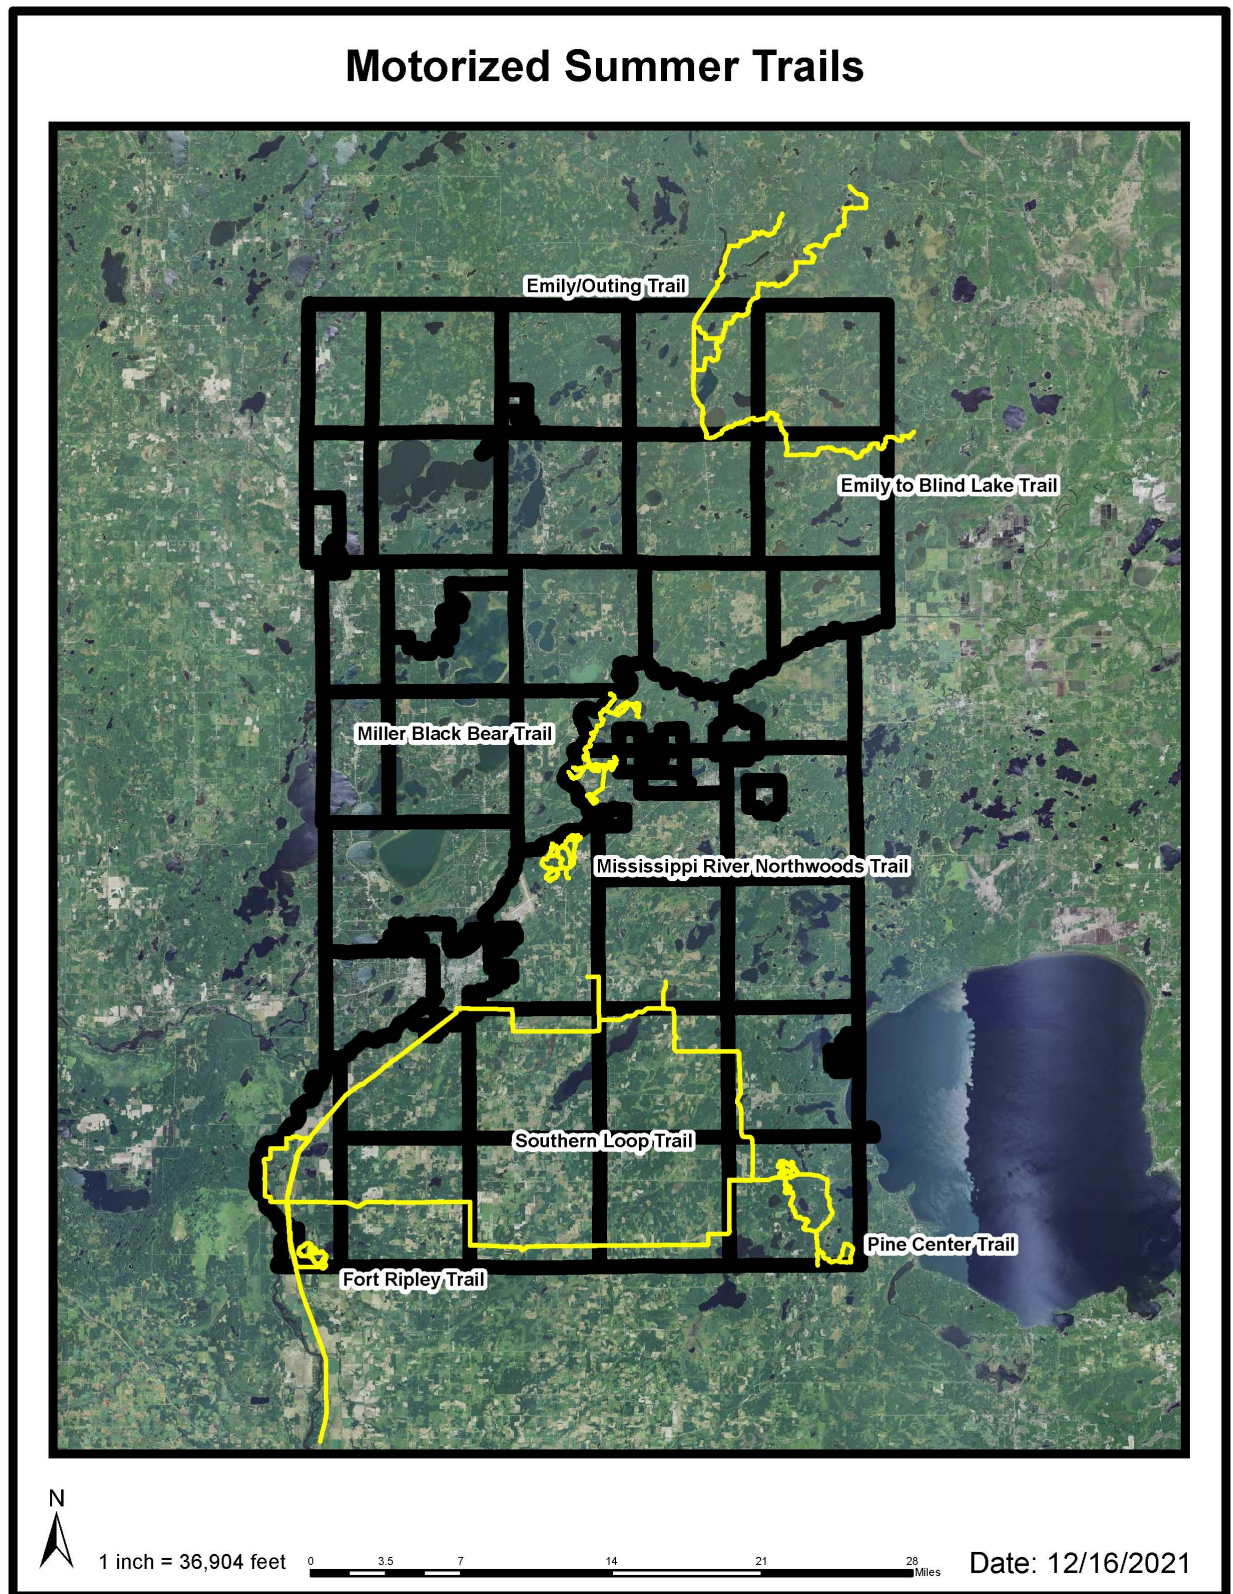 Motorized Summer Trails
Emily/Outing Trail
Emily to Blind Lake Trail
Miller Black Bear Trail
Mississippi River Northwoods Trail
Southern Loop Trail
Pine Center Trail
Fort Ripley Trail
N
1 inch = 36,904 feet
0 3.5 7 14 21 28
Miles
Date: 12/16/2021